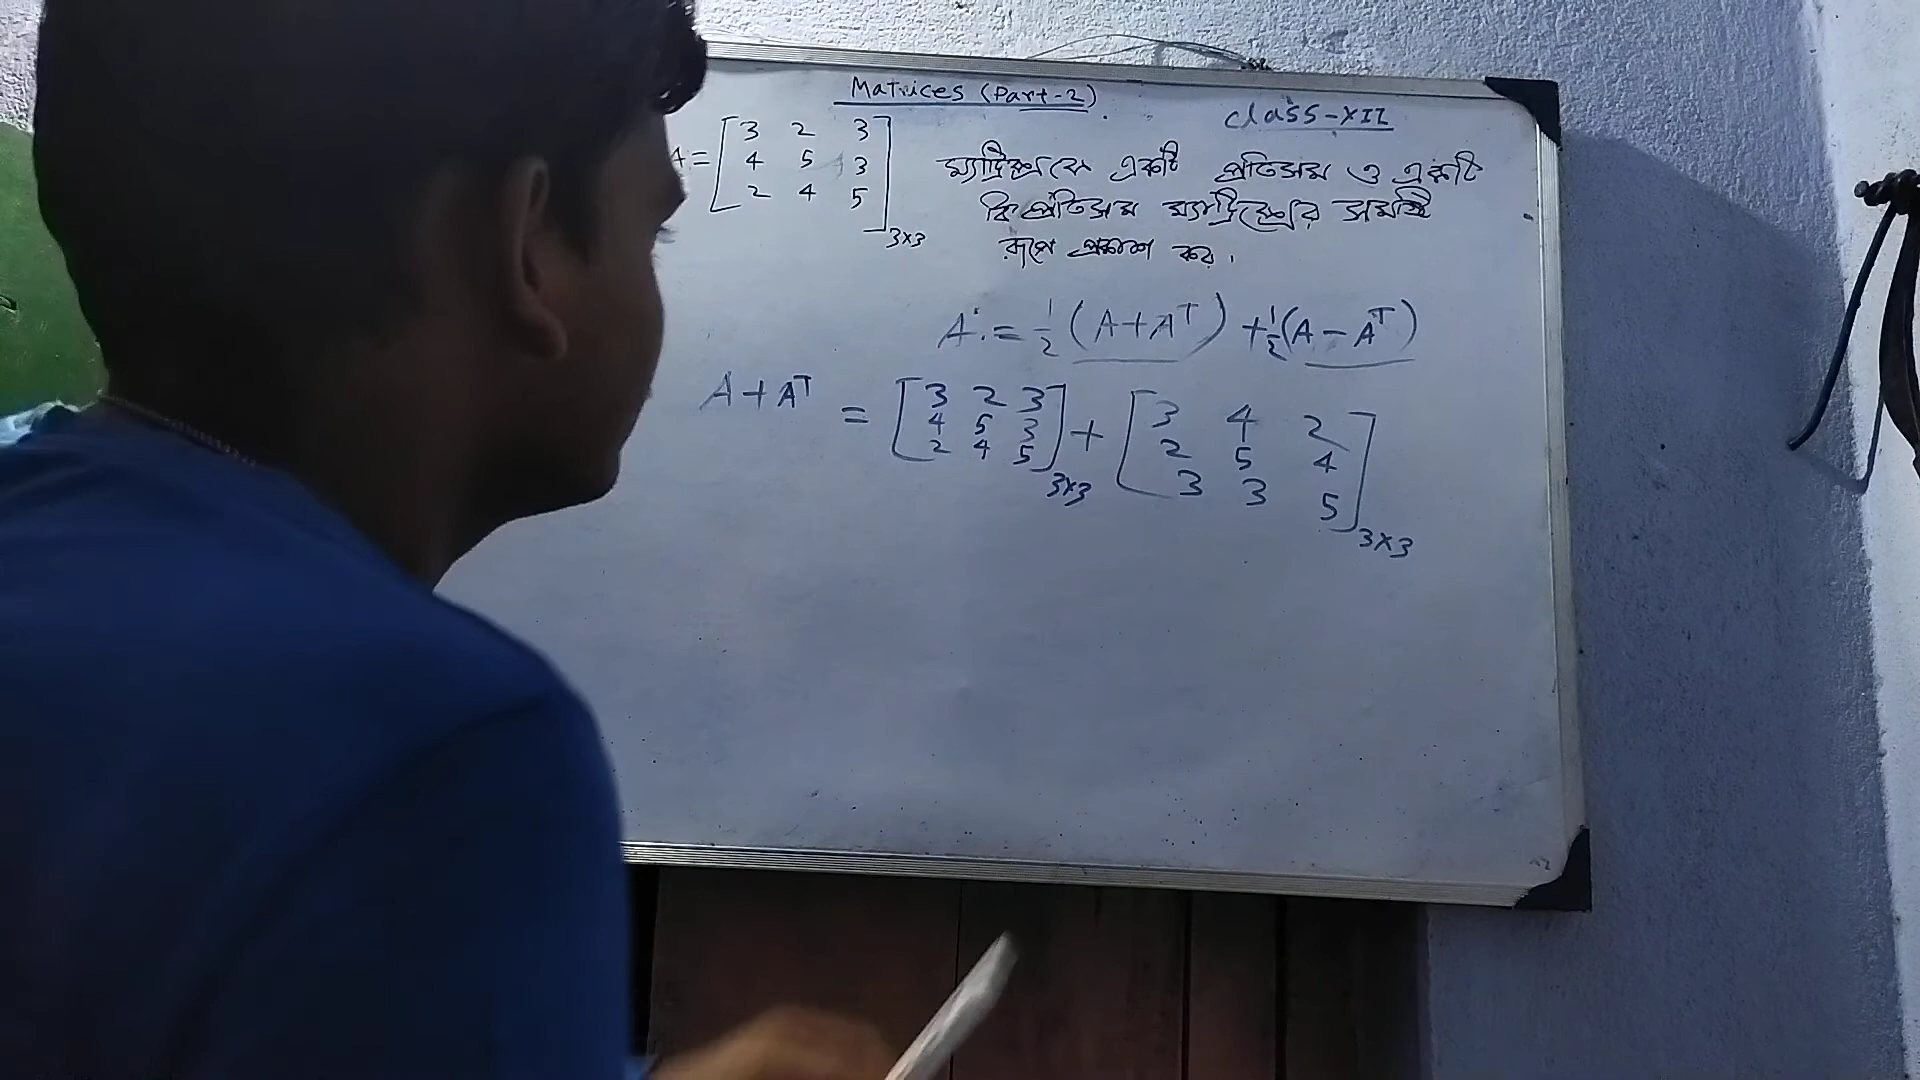 Matrices (Part-2).
class-XII
A = [3 2 3
4 5 3
2 4 5]3×3
ম্যাট্রিক্সকে একটি প্রতিসম ও একটি
বিপ্রতিসম ম্যাট্রিক্সের সমষ্টি
রূপে প্রকাশ কর.
A = 1/2 (A+A^T) + 1/2 (A - A^T)
A+A^T = [3 2 3
4 5 3
2 4 5]3×3 + [3 4 2
2 5 4
3 3 5]3×3